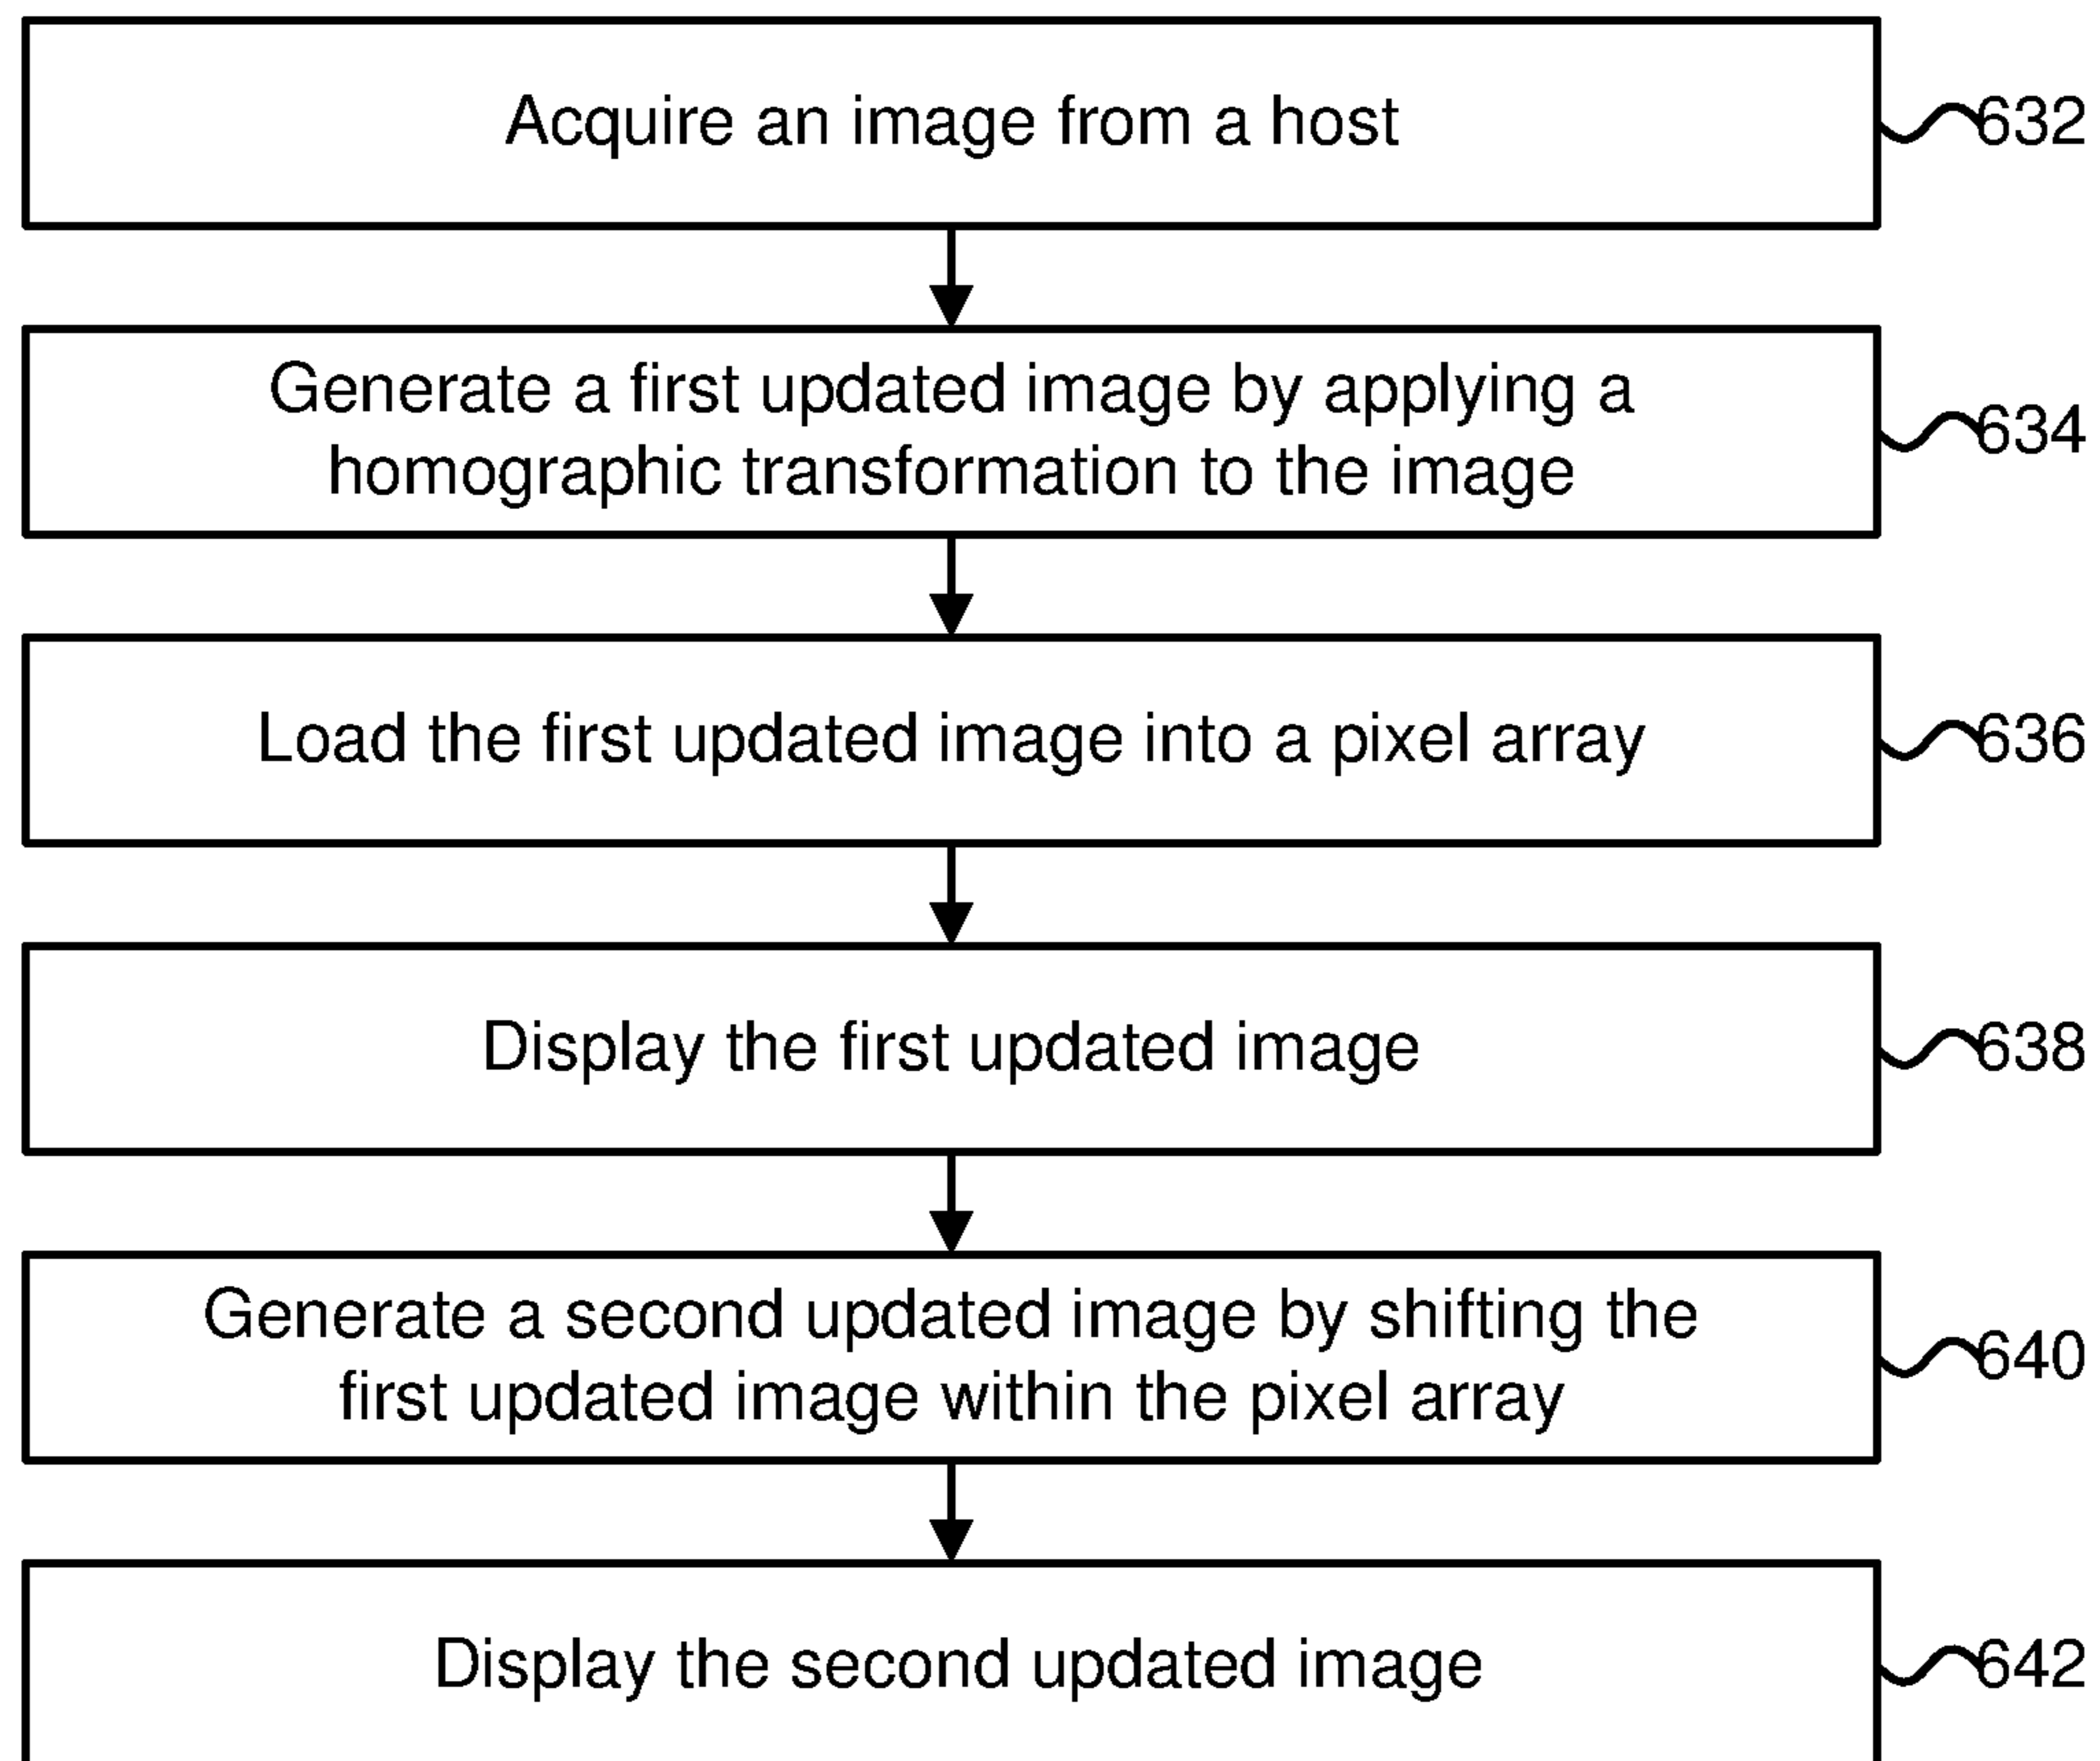 Acquire an image from a host
632
Generate a first updated image by applying a
homographic transformation to the image
634
Load the first updated image into a pixel array
636
Display the first updated image
638
Generate a second updated image by shifting the
first updated image within the pixel array
640
Display the second updated image
642